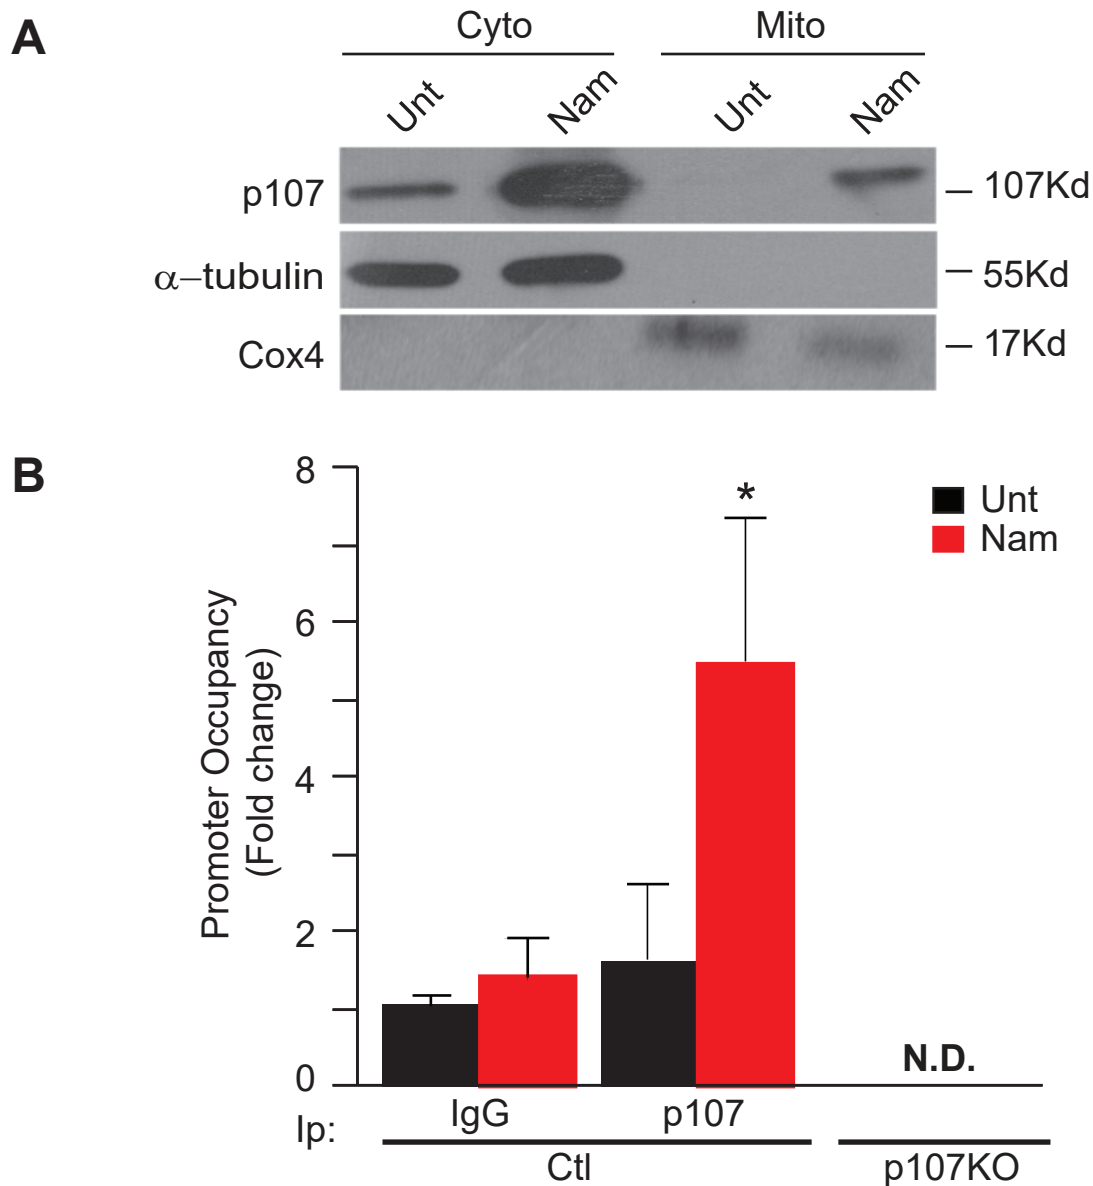 A
Cyto
Mito
Unt
Nam
Unt
Nam
p107
107Kd
α–tubulin
55Kd
Cox4
17Kd
B
8
6
4
2
0
Promoter Occupancy
(Fold change)
*
Unt
Nam
N.D.
Ip:
IgG
p107
Ctl
p107KO